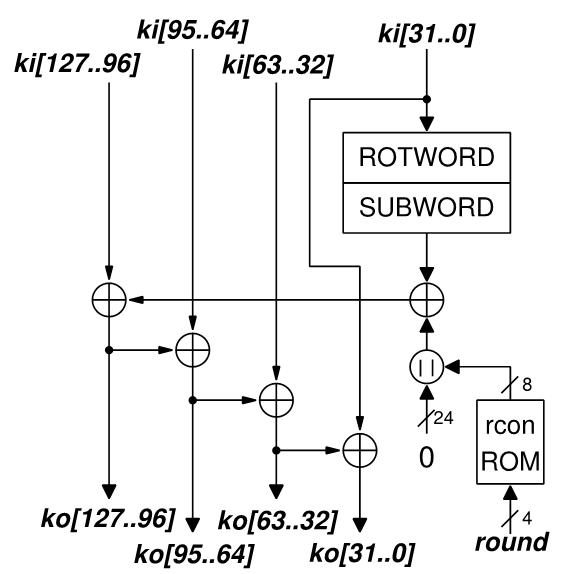 ki[95..64]
ki[31..0]
ki[127..96]
ki[63..32]
ROTWORD
SUBWORD
| |
8
24
0
rcon
ROM
4
round
ko[127..96]
ko[63..32]
ko[95..64]
ko[31..0]